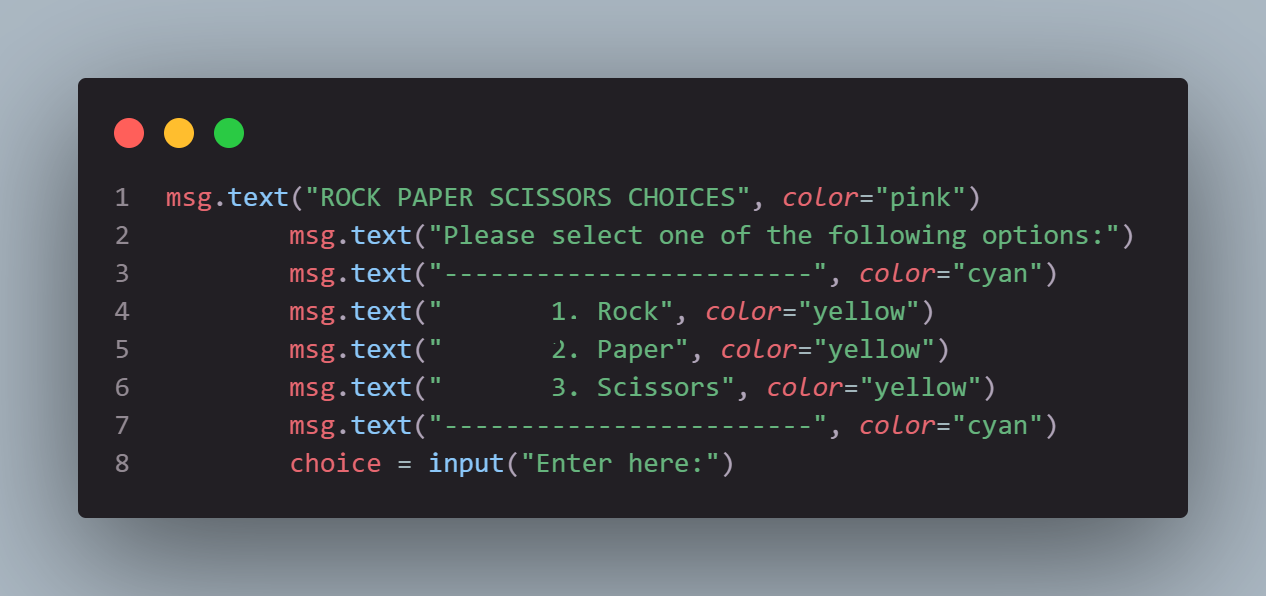 1 msg.text("ROCK PAPER SCISSORS CHOICES", color="pink")
2         msg.text("Please select one of the following options:")
3         msg.text("------------------------", color="cyan")
4         msg.text("       1. Rock", color="yellow")
5         msg.text("       2. Paper", color="yellow")
6         msg.text("       3. Scissors", color="yellow")
7         msg.text("------------------------", color="cyan")
8         choice = input("Enter here:")